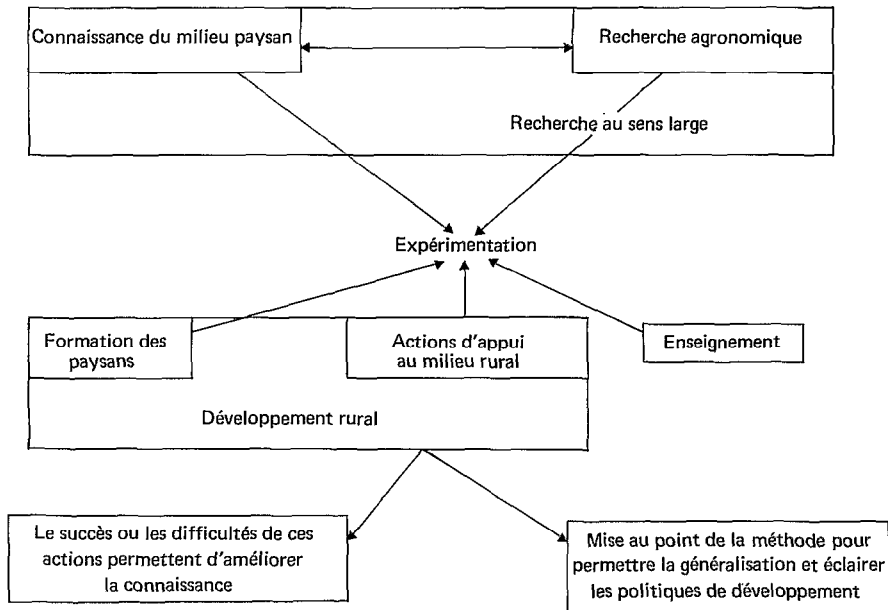 Connaissance du milieu paysan
Recherche agronomique
Recherche au sens large
Expérimentation
Formation des
paysans
Actions d'appui
au milieu rural
Enseignement
Développement rural
Le succès ou les difficultés de ces
actions permettent d'améliorer
la connaissance
Mise au point de la méthode pour
permettre la généralisation et éclairer
les politiques de développement